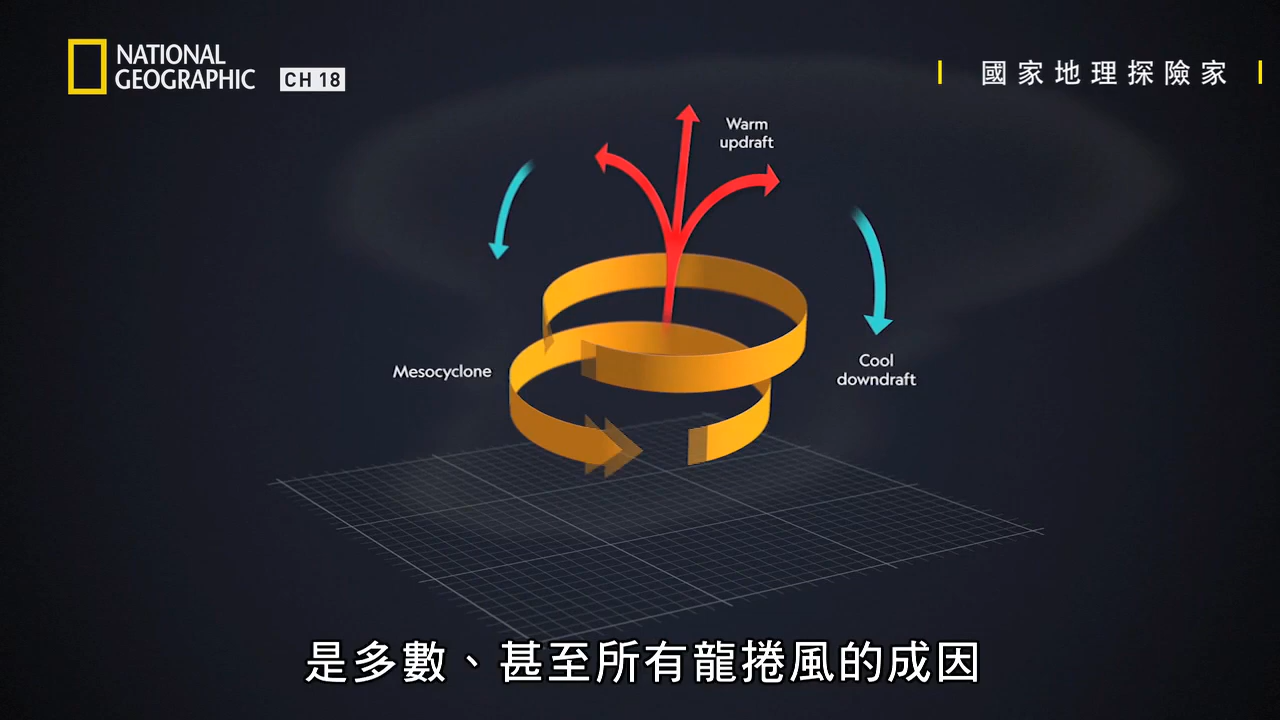 NATIONAL
GEOGRAPHIC
CH 18
國家地理探險家
Warm
updraft
Mesocyclone
Cool
downdraft
是多數、甚至所有龍捲風的成因